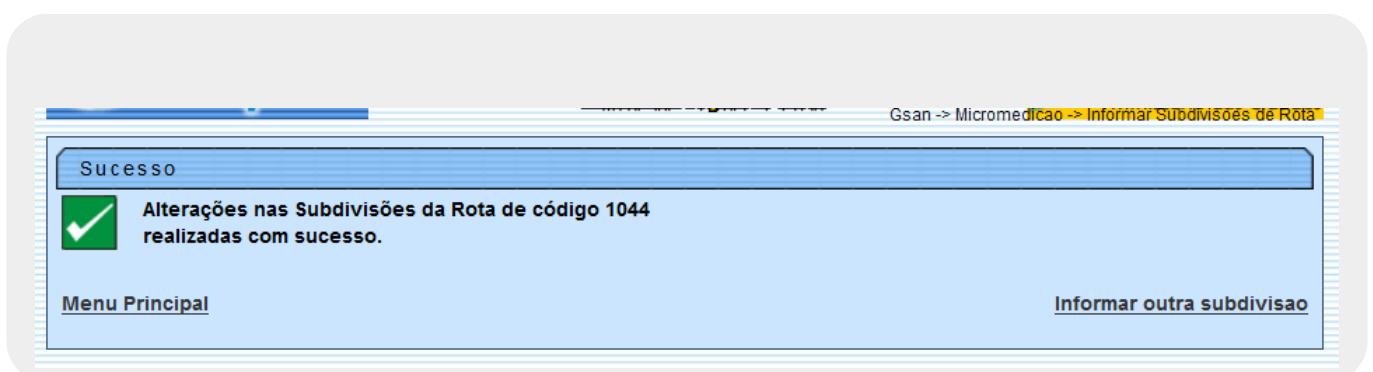 Gsan -> Micromedicao -> Informar Subdivisoes de Rota
Sucesso
Alterações nas Subdivisões da Rota de código 1044
realizadas com sucesso.
Menu Principal
Informar outra subdivisao